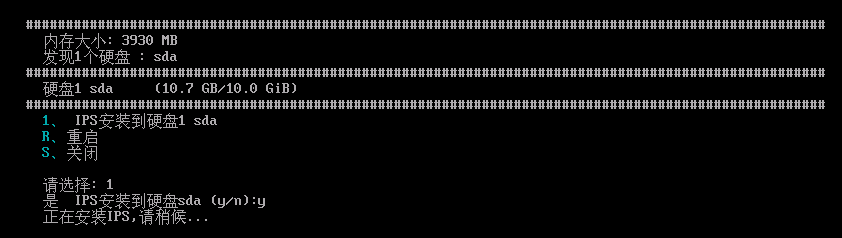 ####################################################################################################
内存大小: 3930 MB
发现1个硬盘 : sda
####################################################################################################
硬盘1 sda     (10.7 GB/10.0 GiB)
####################################################################################################
1、 IPS安装到硬盘1 sda
R、重启
S、关闭
请选择: 1
是  IPS安装到硬盘sda (y/n):y
正在安装IPS,请稍候...